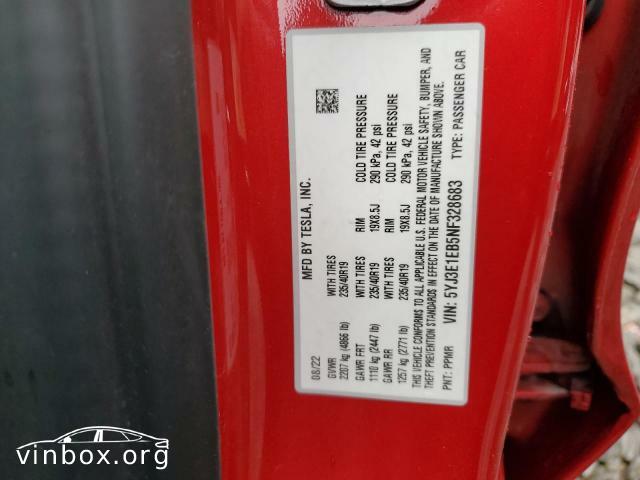 MFD BY TESLA, INC.
08/22
GVWR
2207 kg (4866 lb)
WITH TIRES
235/40R19
RIM
19X8.5J
COLD TIRE PRESSURE
290 kPa, 42 psi
GAWR FRT
1110 kg (2447 lb)
WITH TIRES
235/40R19
RIM
19X8.5J
COLD TIRE PRESSURE
290 kPa, 42 psi
GAWR RR
1257 kg (2771 lb)
WITH TIRES
235/40R19
THIS VEHICLE CONFORMS TO ALL APPLICABLE U.S. FEDERAL MOTOR VEHICLE SAFETY, BUMPER, AND
THEFT PREVENTION STANDARDS IN EFFECT ON THE DATE OF MANUFACTURE SHOWN ABOVE.
PNT: PPMR
VIN: 5YJ3E1EB5NF328683
TYPE: PASSENGER CAR
vinbox.org